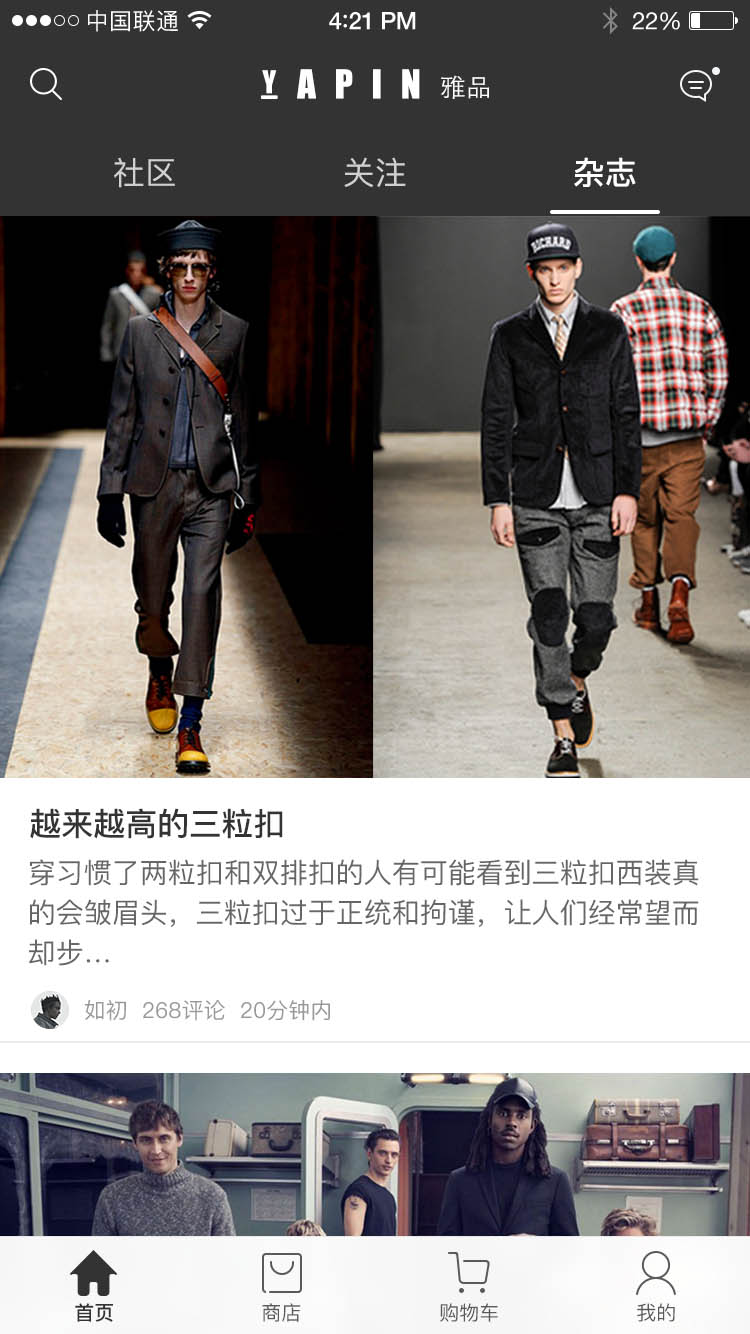 中国联通 4:21 PM 22%
YAPIN 雅品
社区 关注 杂志
RICHARD
越来越高的三粒扣
穿习惯了两粒扣和双排扣的人有可能看到三粒扣西装真
的会皱眉头，三粒扣过于正统和拘谨，让人们经常望而
却步...
如初 268评论 20分钟内
首页 商店 购物车 我的